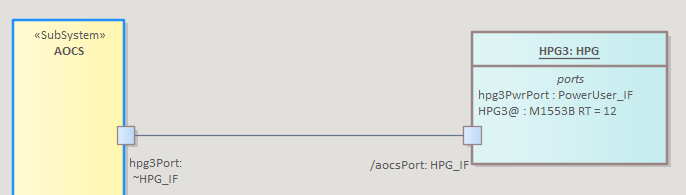 «SubSystem»
AOCS
HPG3: HPG
ports
hpg3PwrPort : PowerUser_IF
HPG3@ : M1553B RT = 12
hpg3Port:
~HPG_IF
/aocsPort: HPG_IF